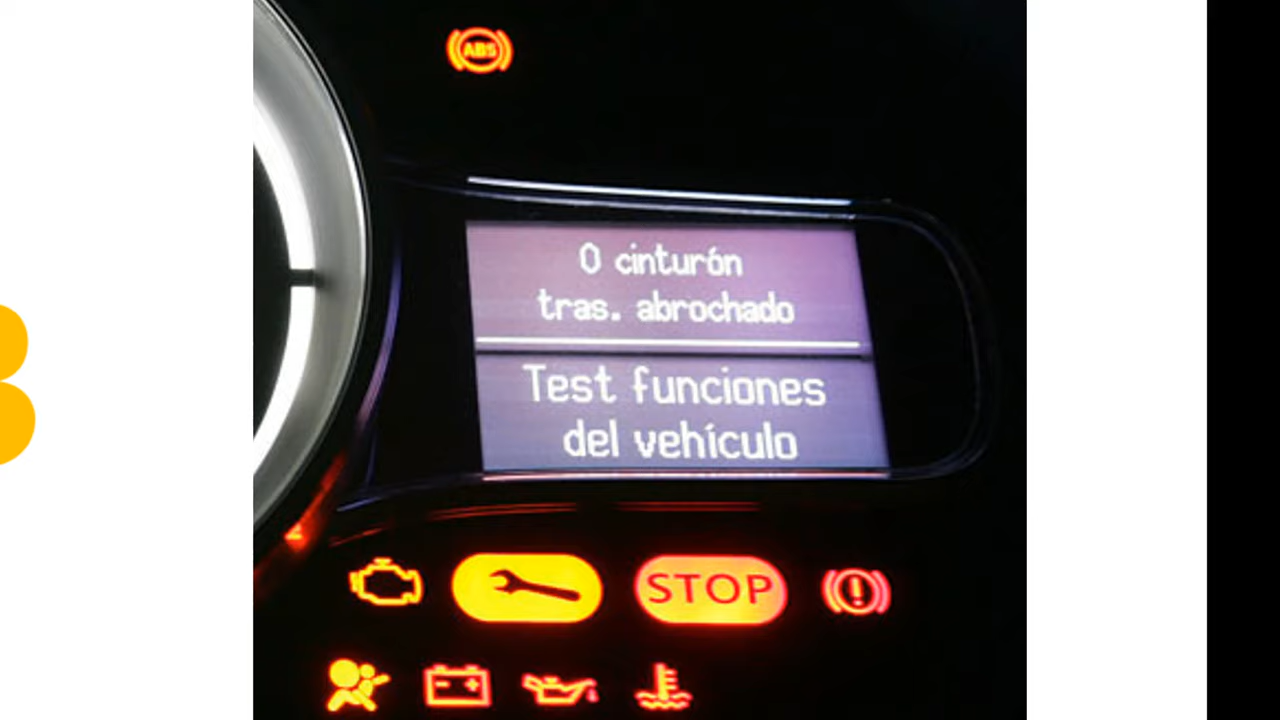 ABS
0 cinturón
tras. abrochado
Test funciones
del vehículo
STOP